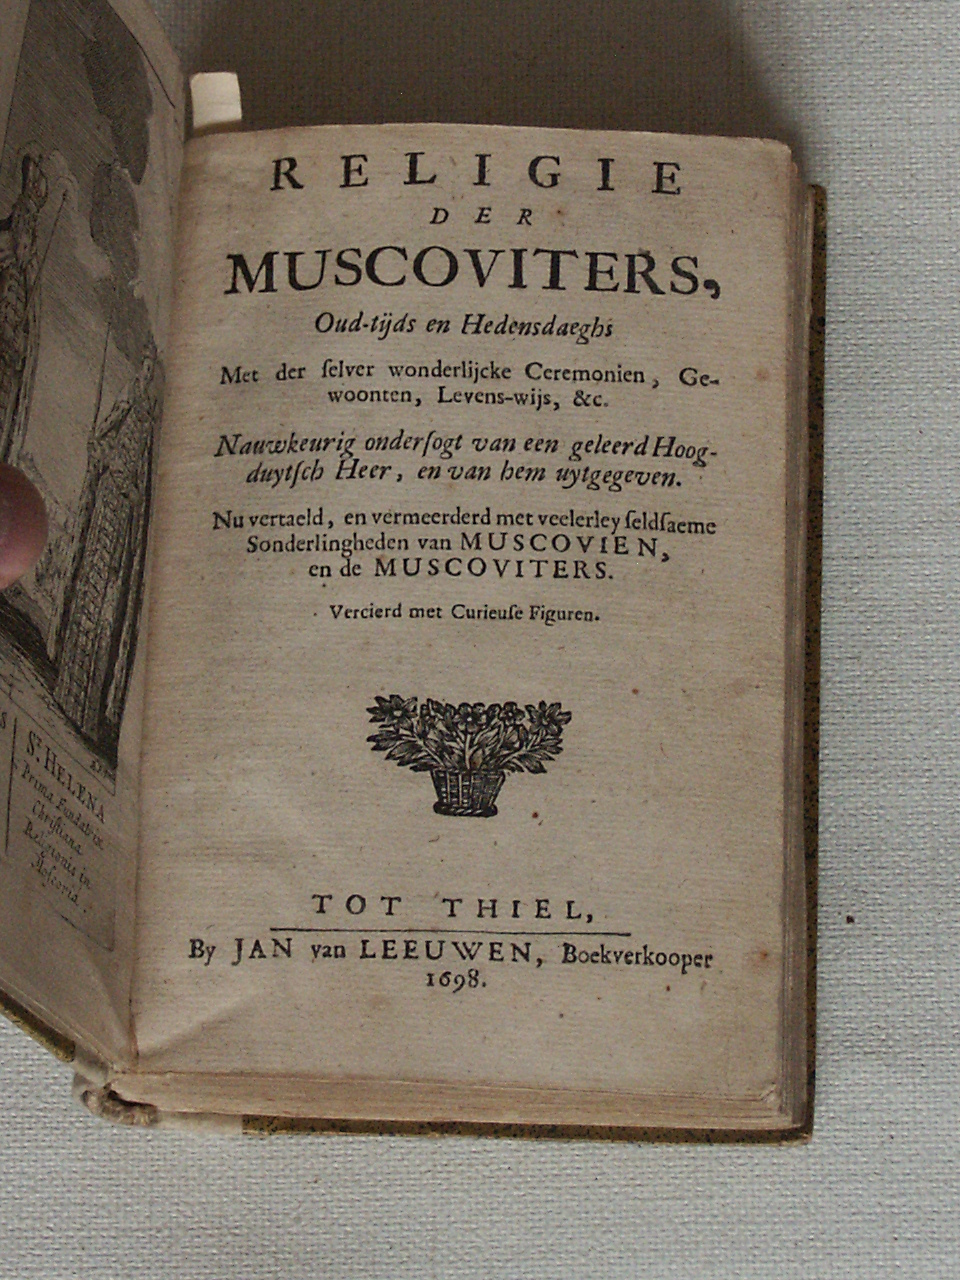 S
ST. HELENA
Prima Fundatrix
Christiana
Religionis in
Moscovia.
RELIGIE
DER
MUSCOVITERS,
Oud-tijds en Hedensdaeghs
Met der ſelver wonderlijcke Ceremonien, Ge-
woonten, Levens-wijs, &c.
Nauwkeurig onderſogt van een geleerd Hoog-
duytſch Heer, en van hem uytgegeven.
Nu vertaeld, en vermeerderd met veelerley ſeldſaeme
Sonderlingheden van MUSCOVIEN,
en de MUSCOVITERS.
Vercierd met Curieuſe Figuren.
TOT THIEL,
By JAN van LEEUWEN, Boekverkooper
1698.